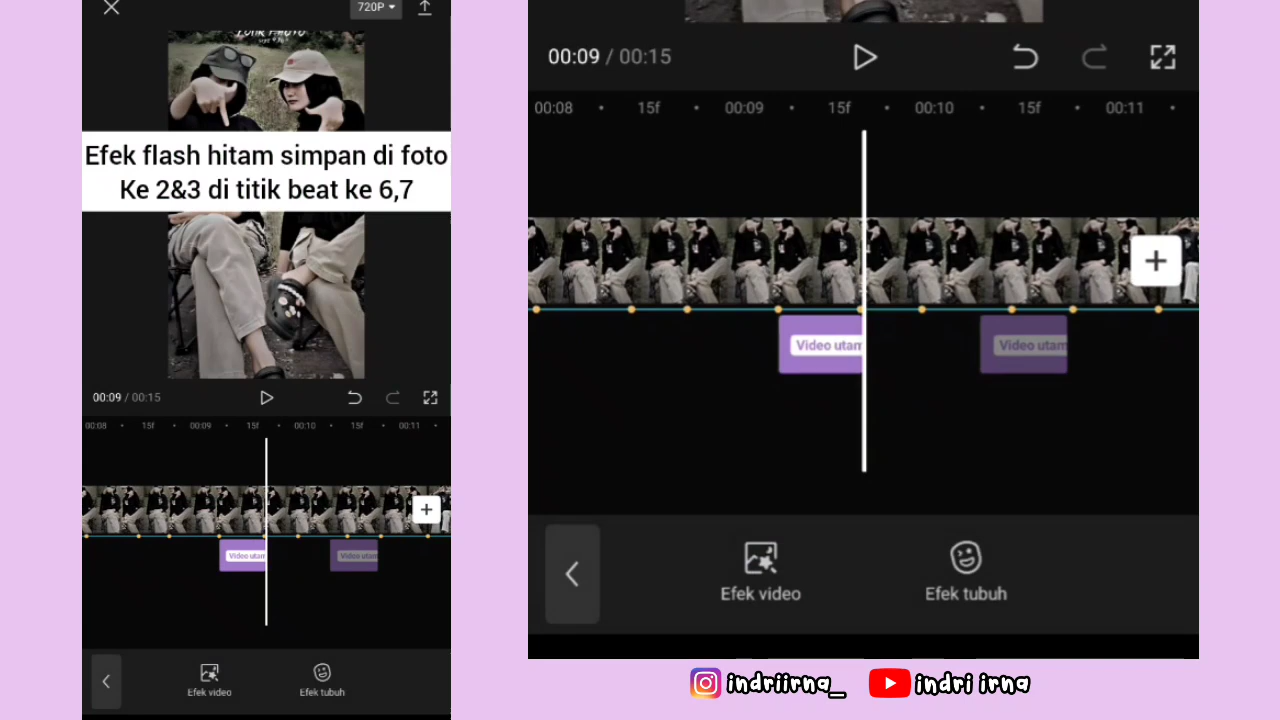 720P
YOUR PHOTO
Efek flash hitam simpan di foto
Ke 2&3 di titik beat ke 6,7
00:09 / 00:15
00:08 15f 00:09 15f 00:10 15f 00:11
Video utam Video utam
Efek video Efek tubuh
00:09 / 00:15
00:08 15f 00:09 15f 00:10 15f 00:11
Video utam Video utam
Efek video Efek tubuh
indriirna_ indri irna